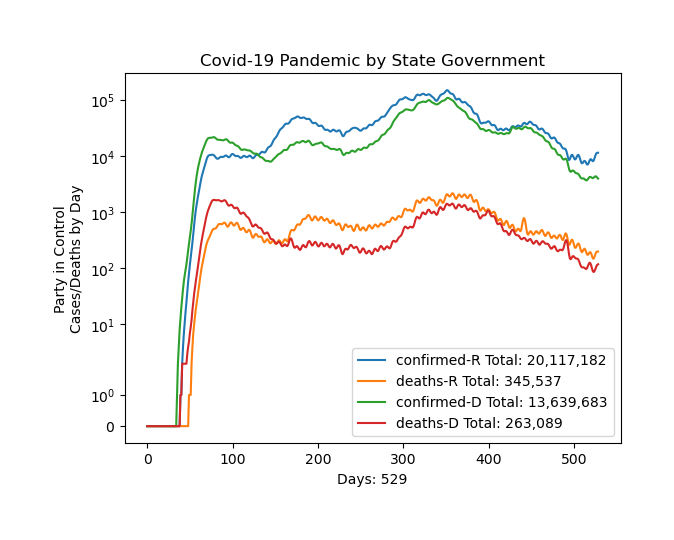 Covid-19 Pandemic by State Government
Party in Control
Cases/Deaths by Day
10^5
10^4
10^3
10^2
10^1
10^0
0
confirmed-R Total: 20,117,182
deaths-R Total: 345,537
confirmed-D Total: 13,639,683
deaths-D Total: 263,089
0 100 200 300 400 500
Days: 529